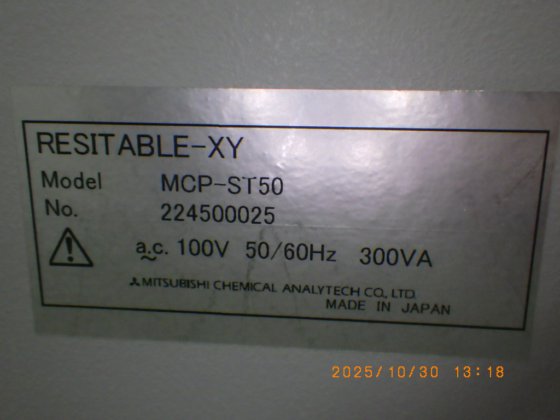 RESITABLE-XY
Model MCP-ST50
No. 224500025
a.c. 100V 50/60Hz 300VA
MITSUBISHI CHEMICAL ANALYTECH CO., LTD.
MADE IN JAPAN
2025/10/30 13:18